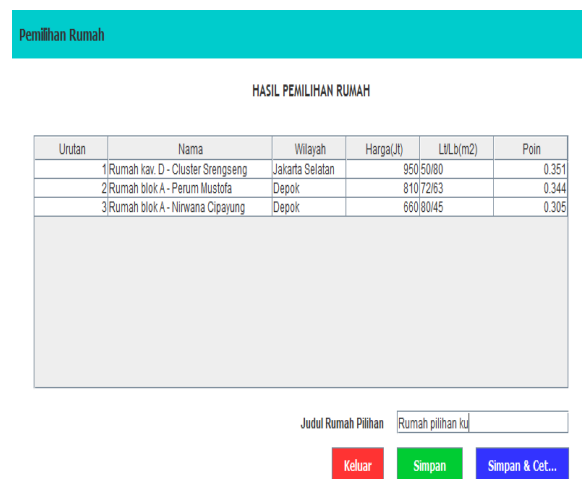 Pemilihan Rumah
HASIL PEMILIHAN RUMAH
Urutan Nama Wilayah Harga(Jt) Lt/Lb(m2) Poin
1 Rumah kav. D - Cluster Srengseng Jakarta Selatan 950 50/80 0.351
2 Rumah blok A - Perum Mustofa Depok 810 72/63 0.344
3 Rumah blok A - Nirwana Cipayung Depok 660 80/45 0.305
Judul Rumah Pilihan Rumah pilihan ku
Keluar Simpan Simpan & Cet...